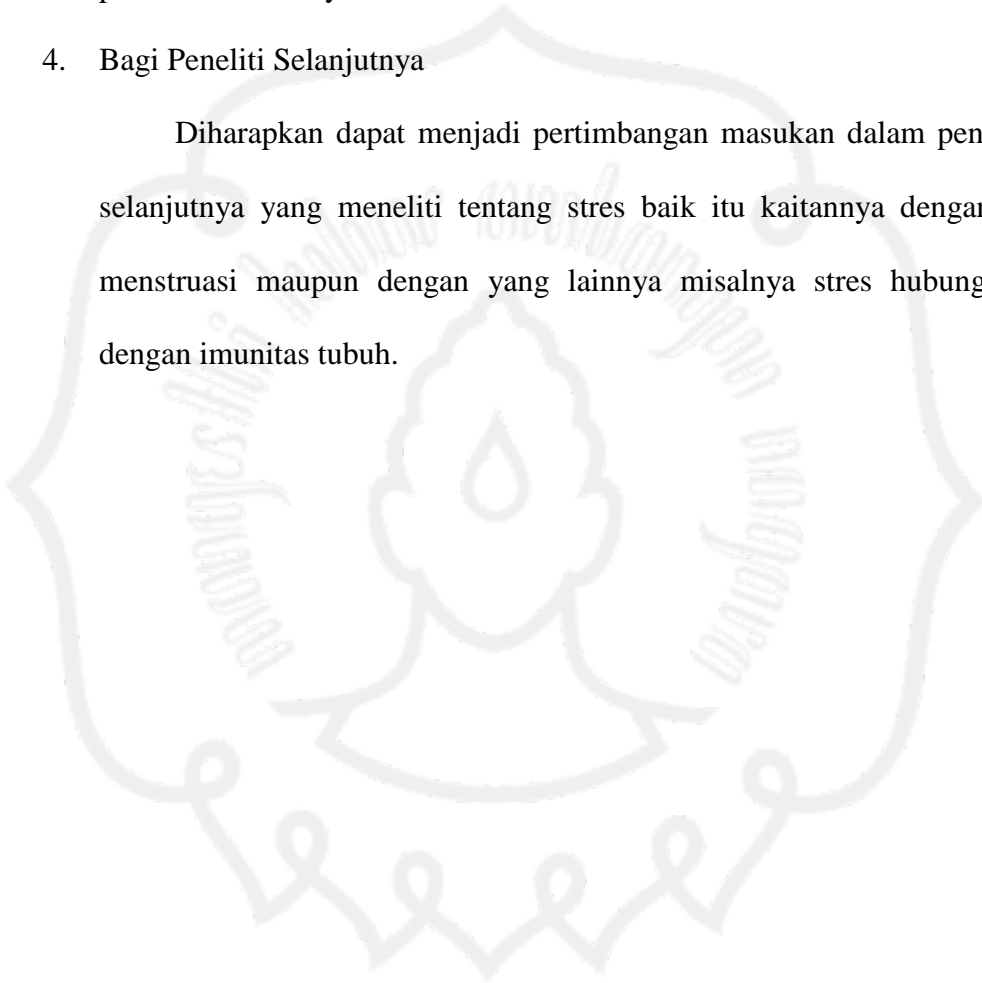 4. Bagi Peneliti Selanjutnya
Diharapkan dapat menjadi pertimbangan masukan dalam pen
selanjutnya yang meneliti tentang stres baik itu kaitannya dengan
menstruasi maupun dengan yang lainnya misalnya stres hubung
dengan imunitas tubuh.